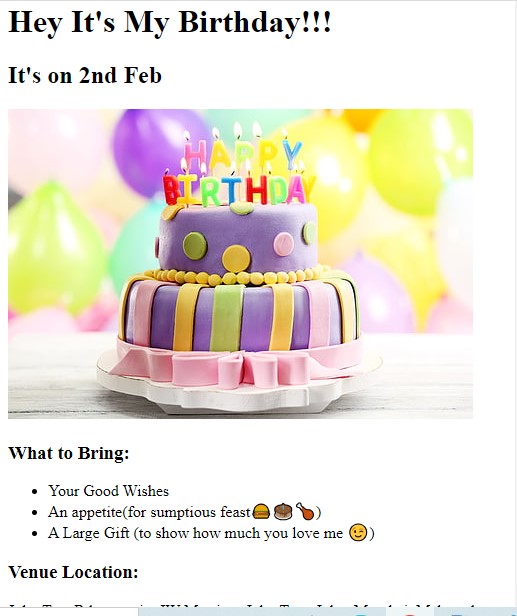 Hey It's My Birthday!!!
It's on 2nd Feb
HAPPY
BIRTHDAY
What to Bring:
Your Good Wishes
An appetite(for sumptious feast🍔🎂🍗)
A Large Gift (to show how much you love me 😉)
Venue Location: